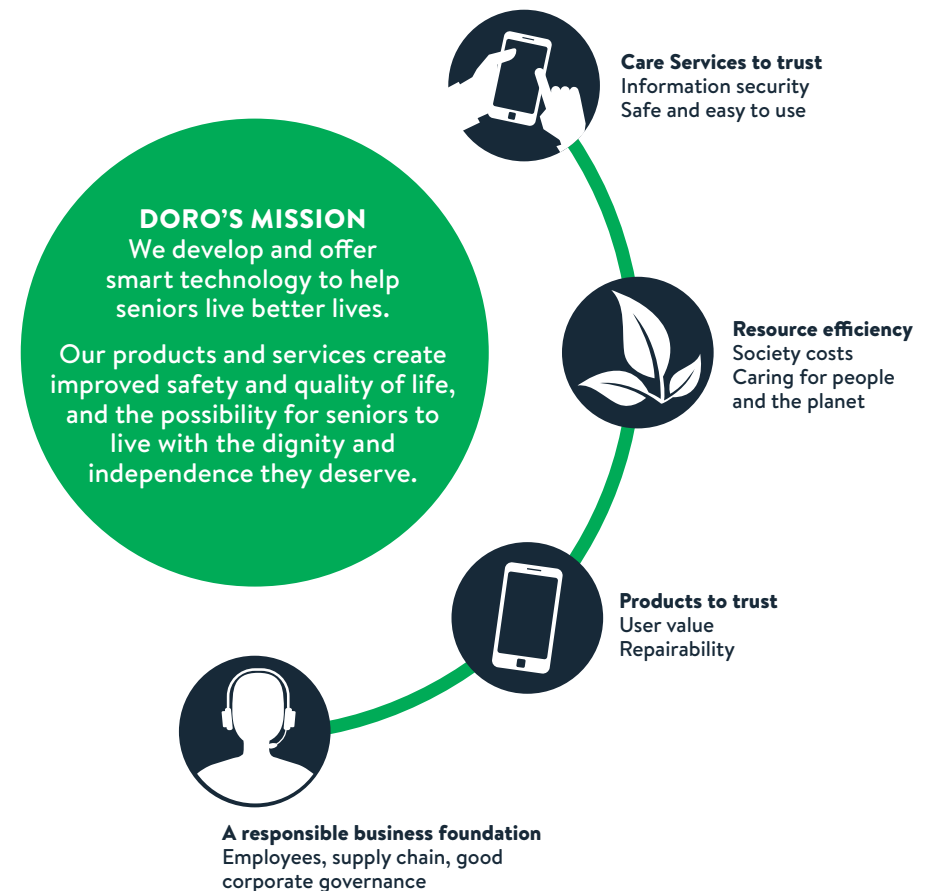 Care Services to trust
Information security
Safe and easy to use
DORO’S MISSION
We develop and offer
smart technology to help
seniors live better lives.
Our products and services create
improved safety and quality of life,
and the possibility for seniors to
live with the dignity and
independence they deserve.
Resource efficiency
Society costs
Caring for people
and the planet
Products to trust
User value
Repairability
A responsible business foundation
Employees, supply chain, good
corporate governance